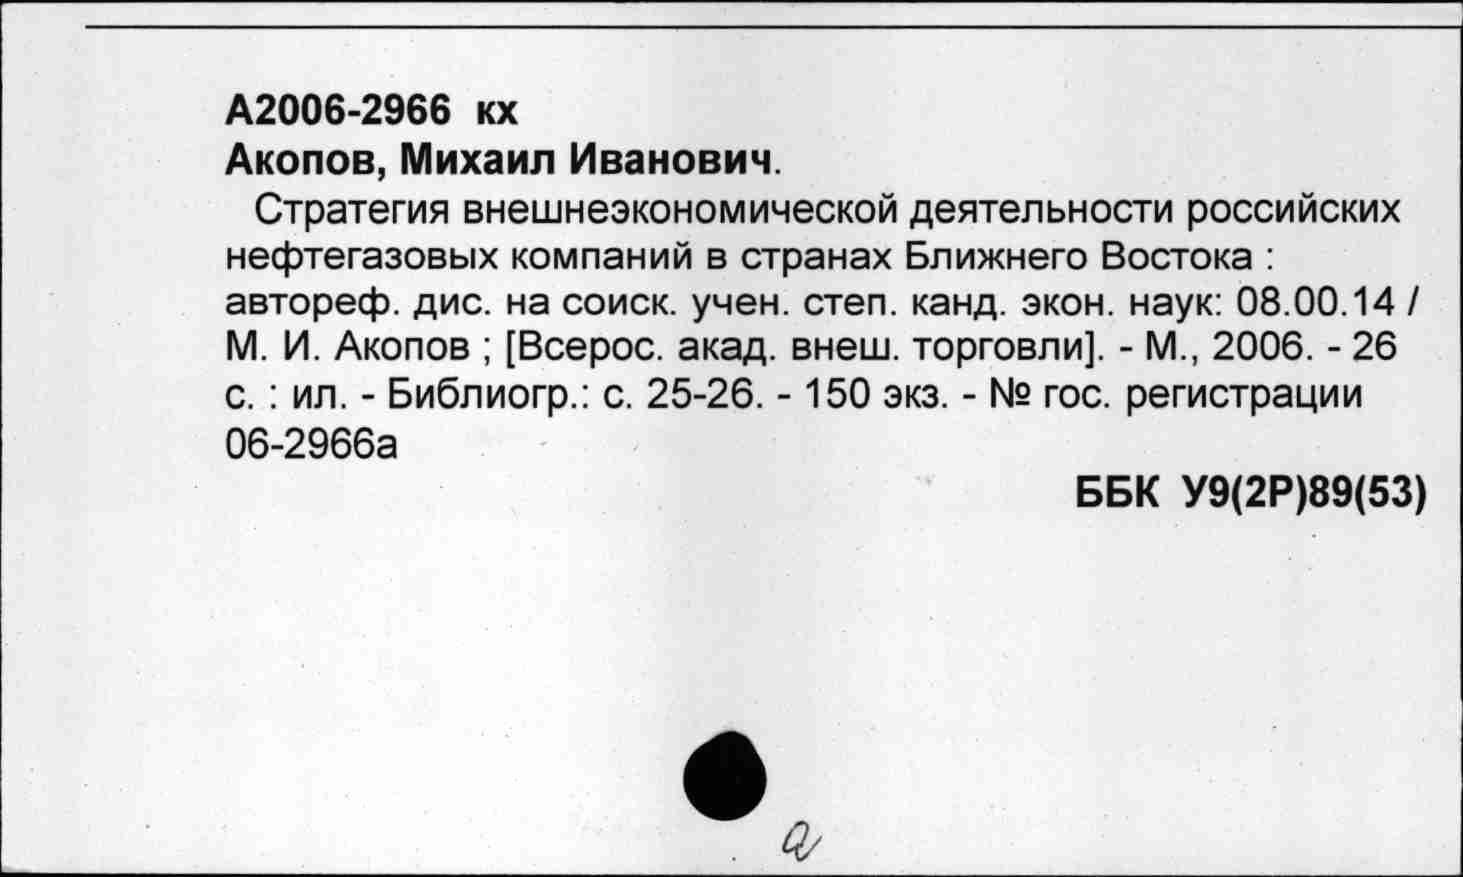 А2006-2966 кх
Акопов, Михаил Иванович.
Стратегия внешнеэкономической деятельности российских
нефтегазовых компаний в странах Ближнего Востока :
автореф. дис. на соиск. учен. степ. канд. экон. наук: 08.00.14 /
М. И. Акопов ; [Всерос. акад. внеш. торговли]. - М., 2006. - 26
с. : ил. - Библиогр.: с. 25-26. - 150 экз. - № гос. регистрации
06-2966а
ББК У9(2Р)89(53)